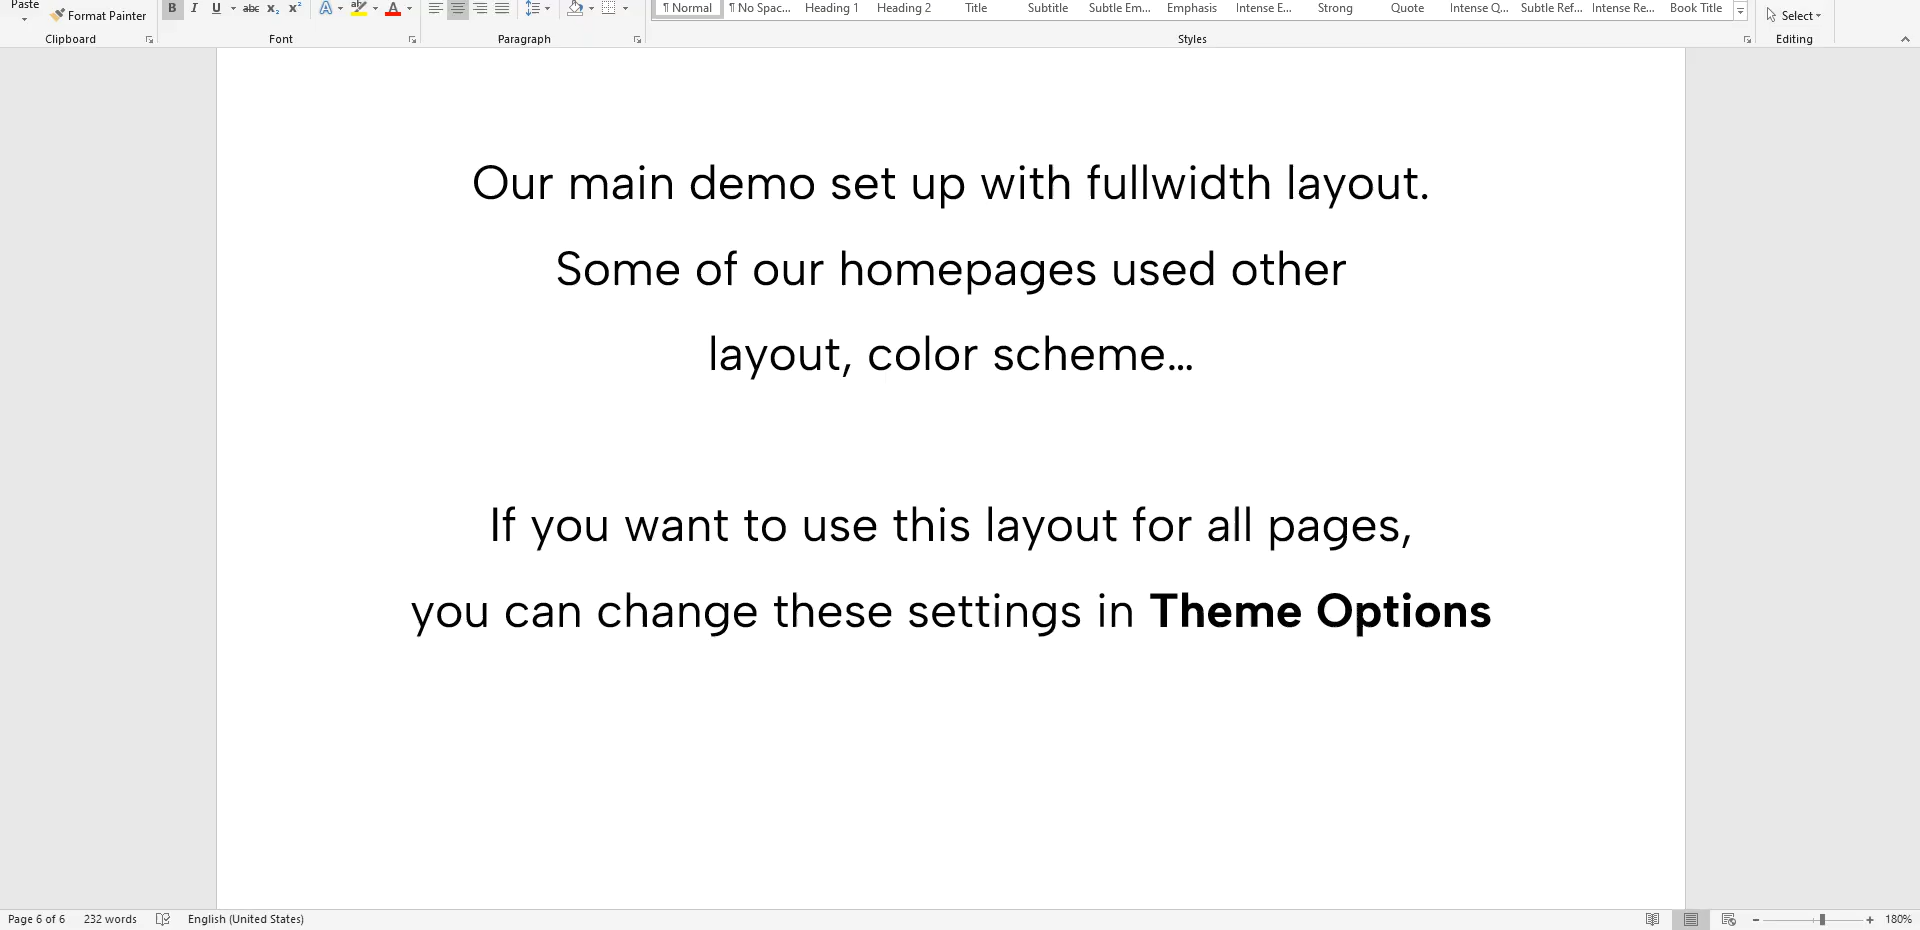 Paste
Format Painter
Clipboard
B I U abc x₂ x² A ab A
Font
Paragraph
¶ Normal ¶ No Spac... Heading 1 Heading 2 Title Subtitle Subtle Em... Emphasis Intense E... Strong Quote Intense Q... Subtle Ref... Intense Re... Book Title
Styles
Select
Editing
Our main demo set up with fullwidth layout.
Some of our homepages used other
layout, color scheme...
If you want to use this layout for all pages,
you can change these settings in Theme Options
Page 6 of 6 232 words English (United States) 180%